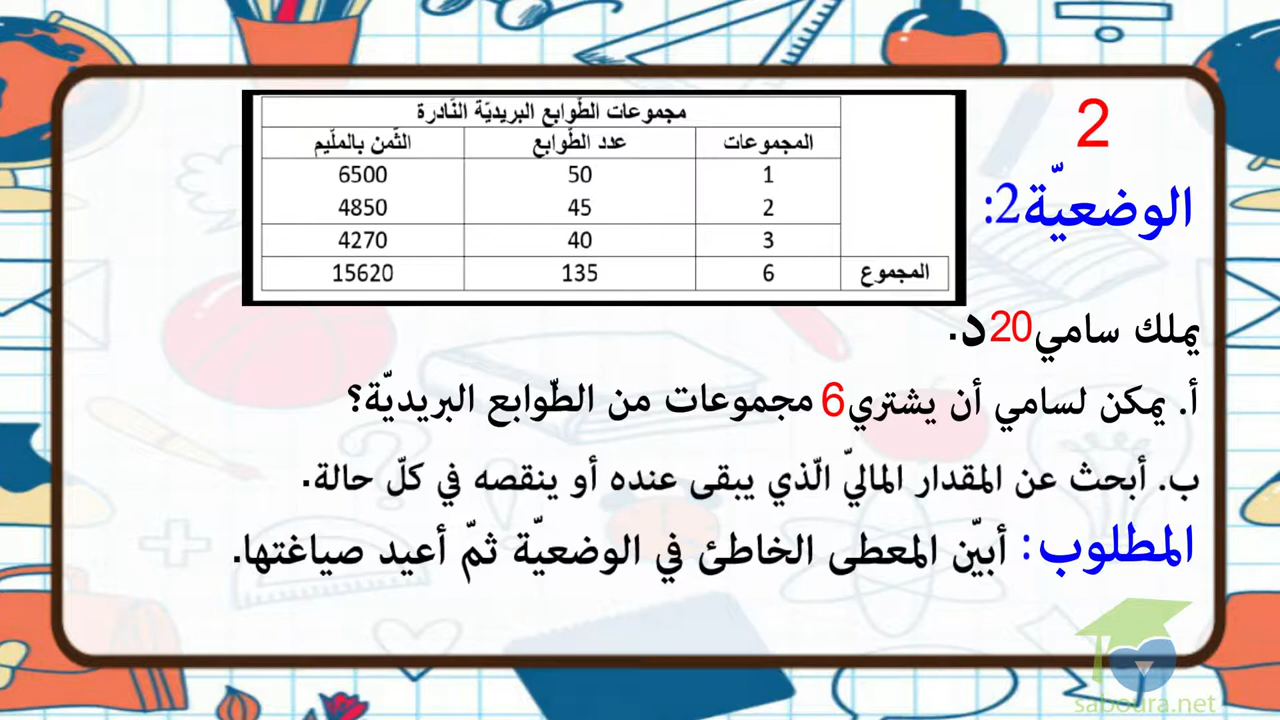 2
الوضعيّة2:
مجموعات الطّوابع البريديّة النّادرة
المجموعات عدد الطّوابع الثّمن بالملّيم
1 50 6500
2 45 4850
3 40 4270
المجموع 6 135 15620
يملك سامي20د.
أ. يمكن لسامي أن يشتري6 مجموعات من الطّوابع البريديّة؟
ب. أبحث عن المقدار الماليّ الّذي يبقى عنده أو ينقصه في كلّ حالة.
المطلوب: أبيّن المعطى الخاطئ في الوضعيّة ثمّ أعيد صياغتها.
saboura.net